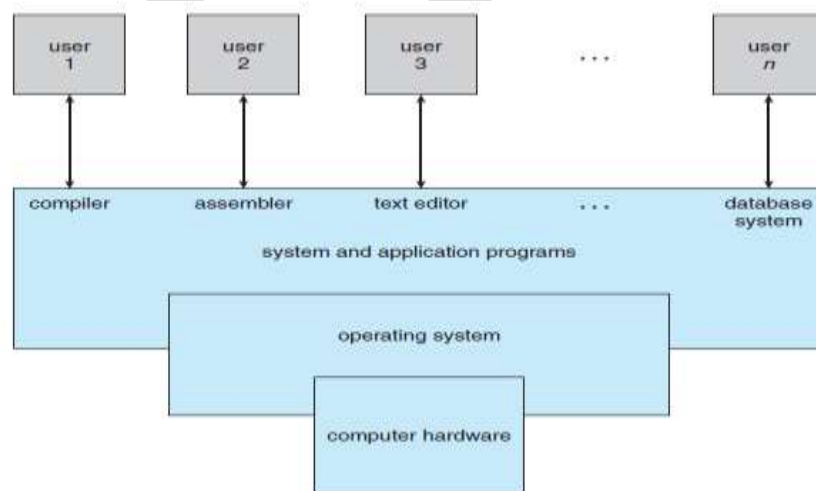 user user user user
1 2 3 ... n
compiler assembler text editor ... database
system
system and application programs
operating system
computer hardware